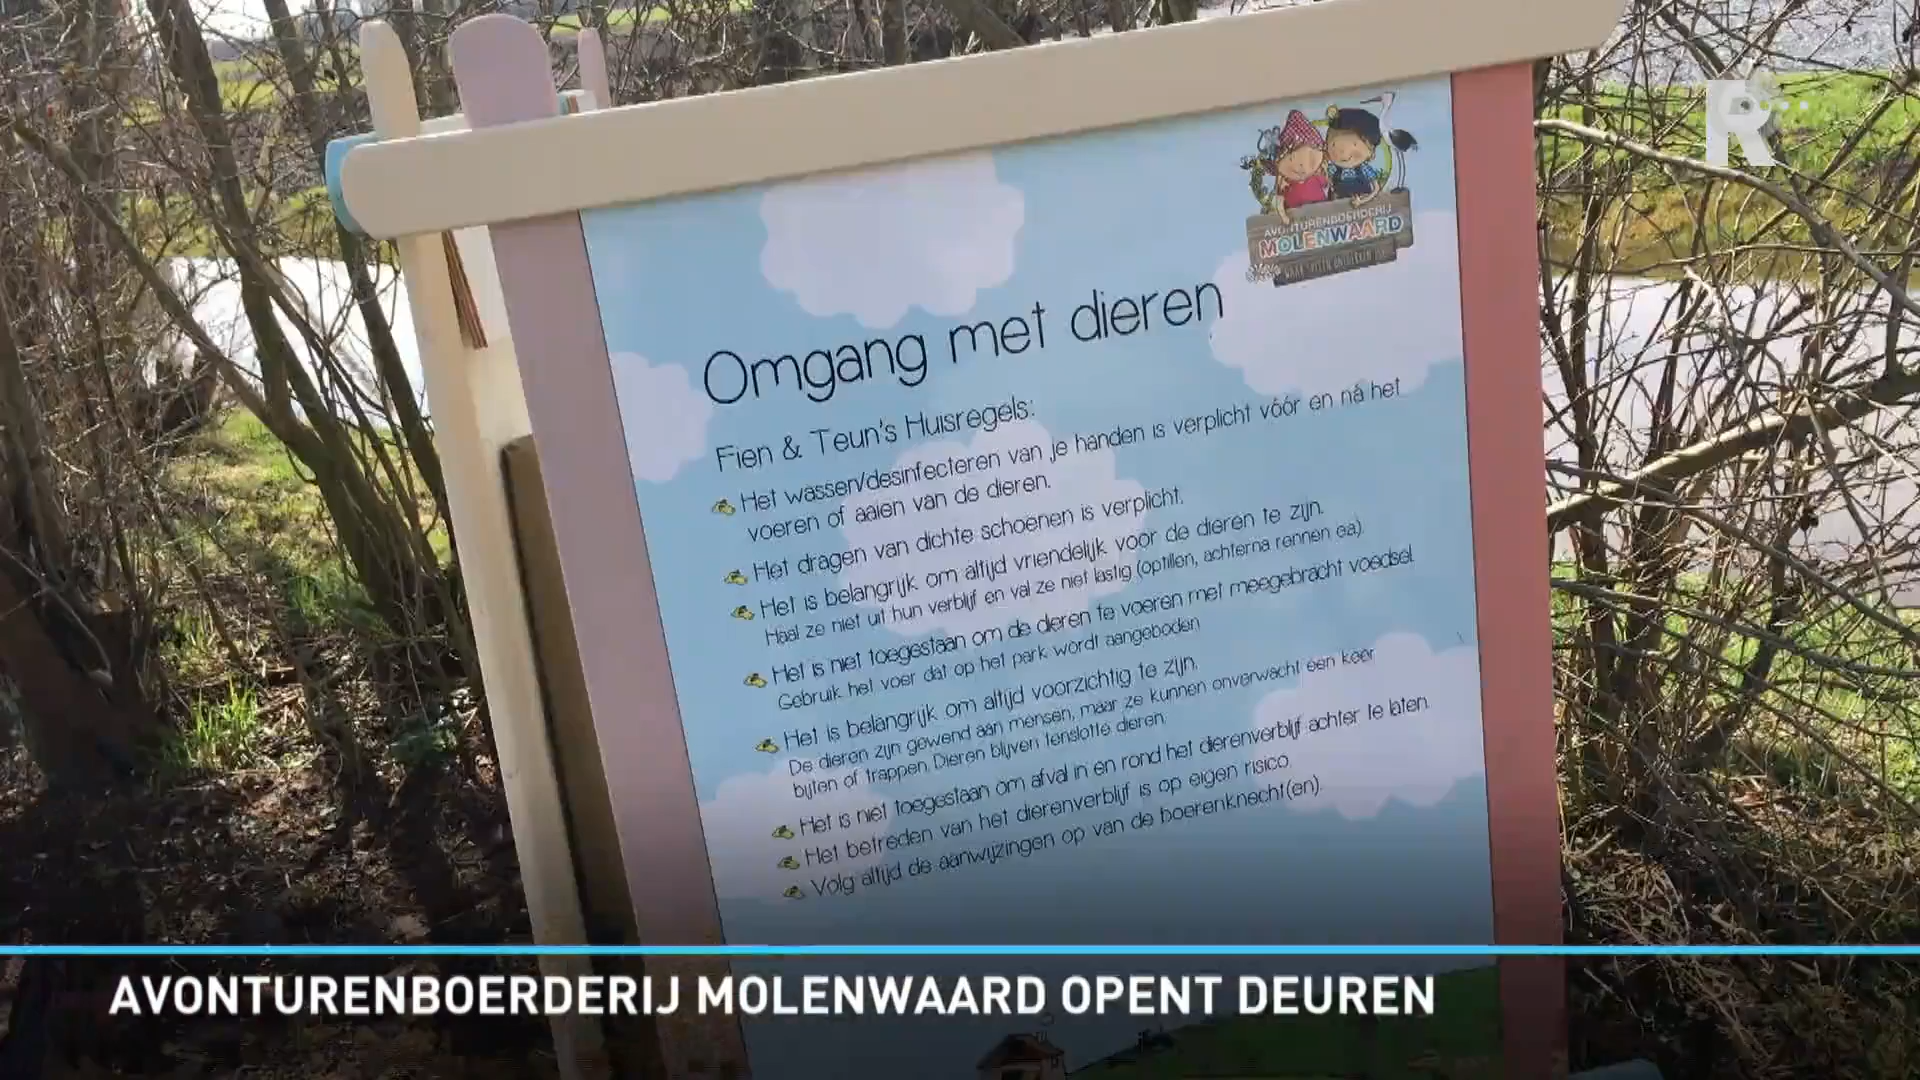 AVONTURENBOERDERIJ
MOLENWAARD
Omgang met dieren
Fien & Teun's Huisregels:
Het wassen/desinfecteren van je handen is verplicht vóór en ná het
voeren of aaien van de dieren.
Het dragen van dichte schoenen is verplicht.
Het is belangrijk om altijd vriendelijk voor de dieren te zijn.
Haal ze niet uit hun verblijf en val ze niet lastig (optillen, achterna rennen ea).
Het is niet toegestaan om de dieren te voeren met meegebracht voedsel.
Gebruik het voer dat op het park wordt aangeboden
Het is belangrijk om altijd voorzichtig te zijn.
De dieren zijn gewend aan mensen, maar ze kunnen onverwacht een keer
bijten of trappen. Dieren blijven tenslotte dieren.
Het is niet toegestaan om afval in en rond het dierenverblijf achter te laten.
Het betreden van het dierenverblijf is op eigen risico.
Volg altijd de aanwijzingen op van de boerenknecht(en).
R
AVONTURENBOERDERIJ MOLENWAARD OPENT DEUREN